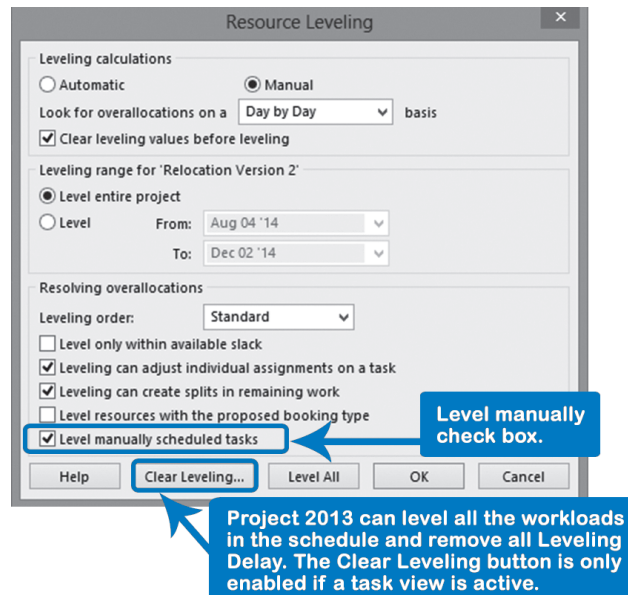 Resource Leveling
Leveling calculations
Automatic Manual
Look for overallocations on a Day by Day basis
Clear leveling values before leveling
Leveling range for 'Relocation Version 2'
Level entire project
Level From: Aug 04 '14
To: Dec 02 '14
Resolving overallocations
Leveling order: Standard
Level only within available slack
Leveling can adjust individual assignments on a task
Leveling can create splits in remaining work
Level resources with the proposed booking type
Level manually scheduled tasks
Level manually
check box.
Help Clear Leveling... Level All OK Cancel
Project 2013 can level all the workloads
in the schedule and remove all Leveling
Delay. The Clear Leveling button is only
enabled if a task view is active.